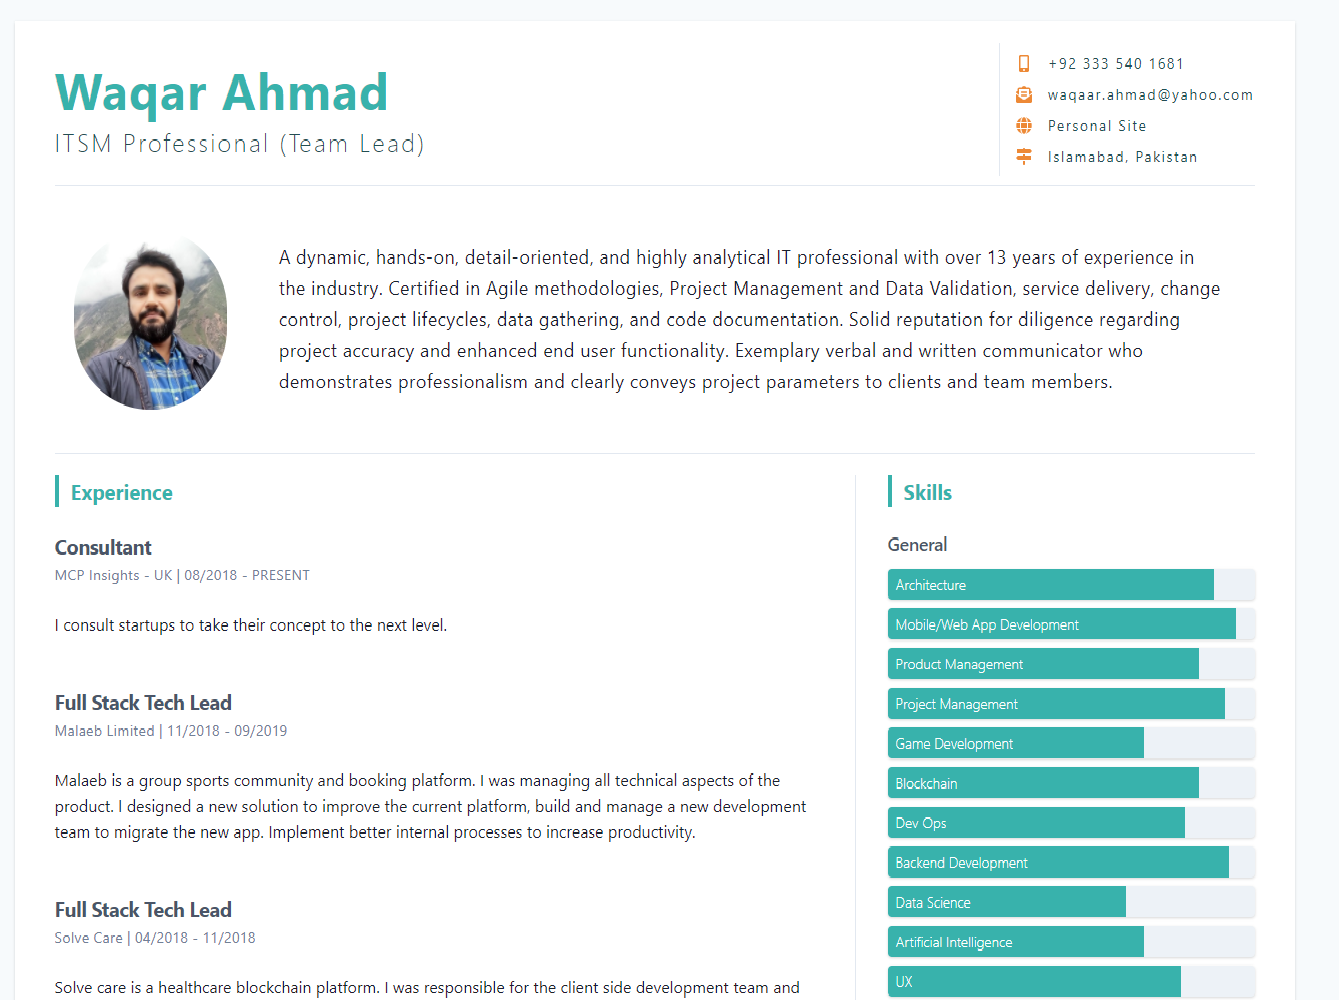 Waqar Ahmad
ITSM Professional (Team Lead)
+92 333 540 1681
waqaar.ahmad@yahoo.com
Personal Site
Islamabad, Pakistan
A dynamic, hands-on, detail-oriented, and highly analytical IT professional with over 13 years of experience in
the industry. Certified in Agile methodologies, Project Management and Data Validation, service delivery, change
control, project lifecycles, data gathering, and code documentation. Solid reputation for diligence regarding
project accuracy and enhanced end user functionality. Exemplary verbal and written communicator who
demonstrates professionalism and clearly conveys project parameters to clients and team members.
Experience
Consultant
MCP Insights - UK | 08/2018 - PRESENT
I consult startups to take their concept to the next level.
Full Stack Tech Lead
Malaeb Limited | 11/2018 - 09/2019
Malaeb is a group sports community and booking platform. I was managing all technical aspects of the
product. I designed a new solution to improve the current platform, build and manage a new development
team to migrate the new app. Implement better internal processes to increase productivity.
Full Stack Tech Lead
Solve Care | 04/2018 - 11/2018
Solve care is a healthcare blockchain platform. I was responsible for the client side development team and
Skills
General
Architecture
Mobile/Web App Development
Product Management
Project Management
Game Development
Blockchain
Dev Ops
Backend Development
Data Science
Artificial Intelligence
UX